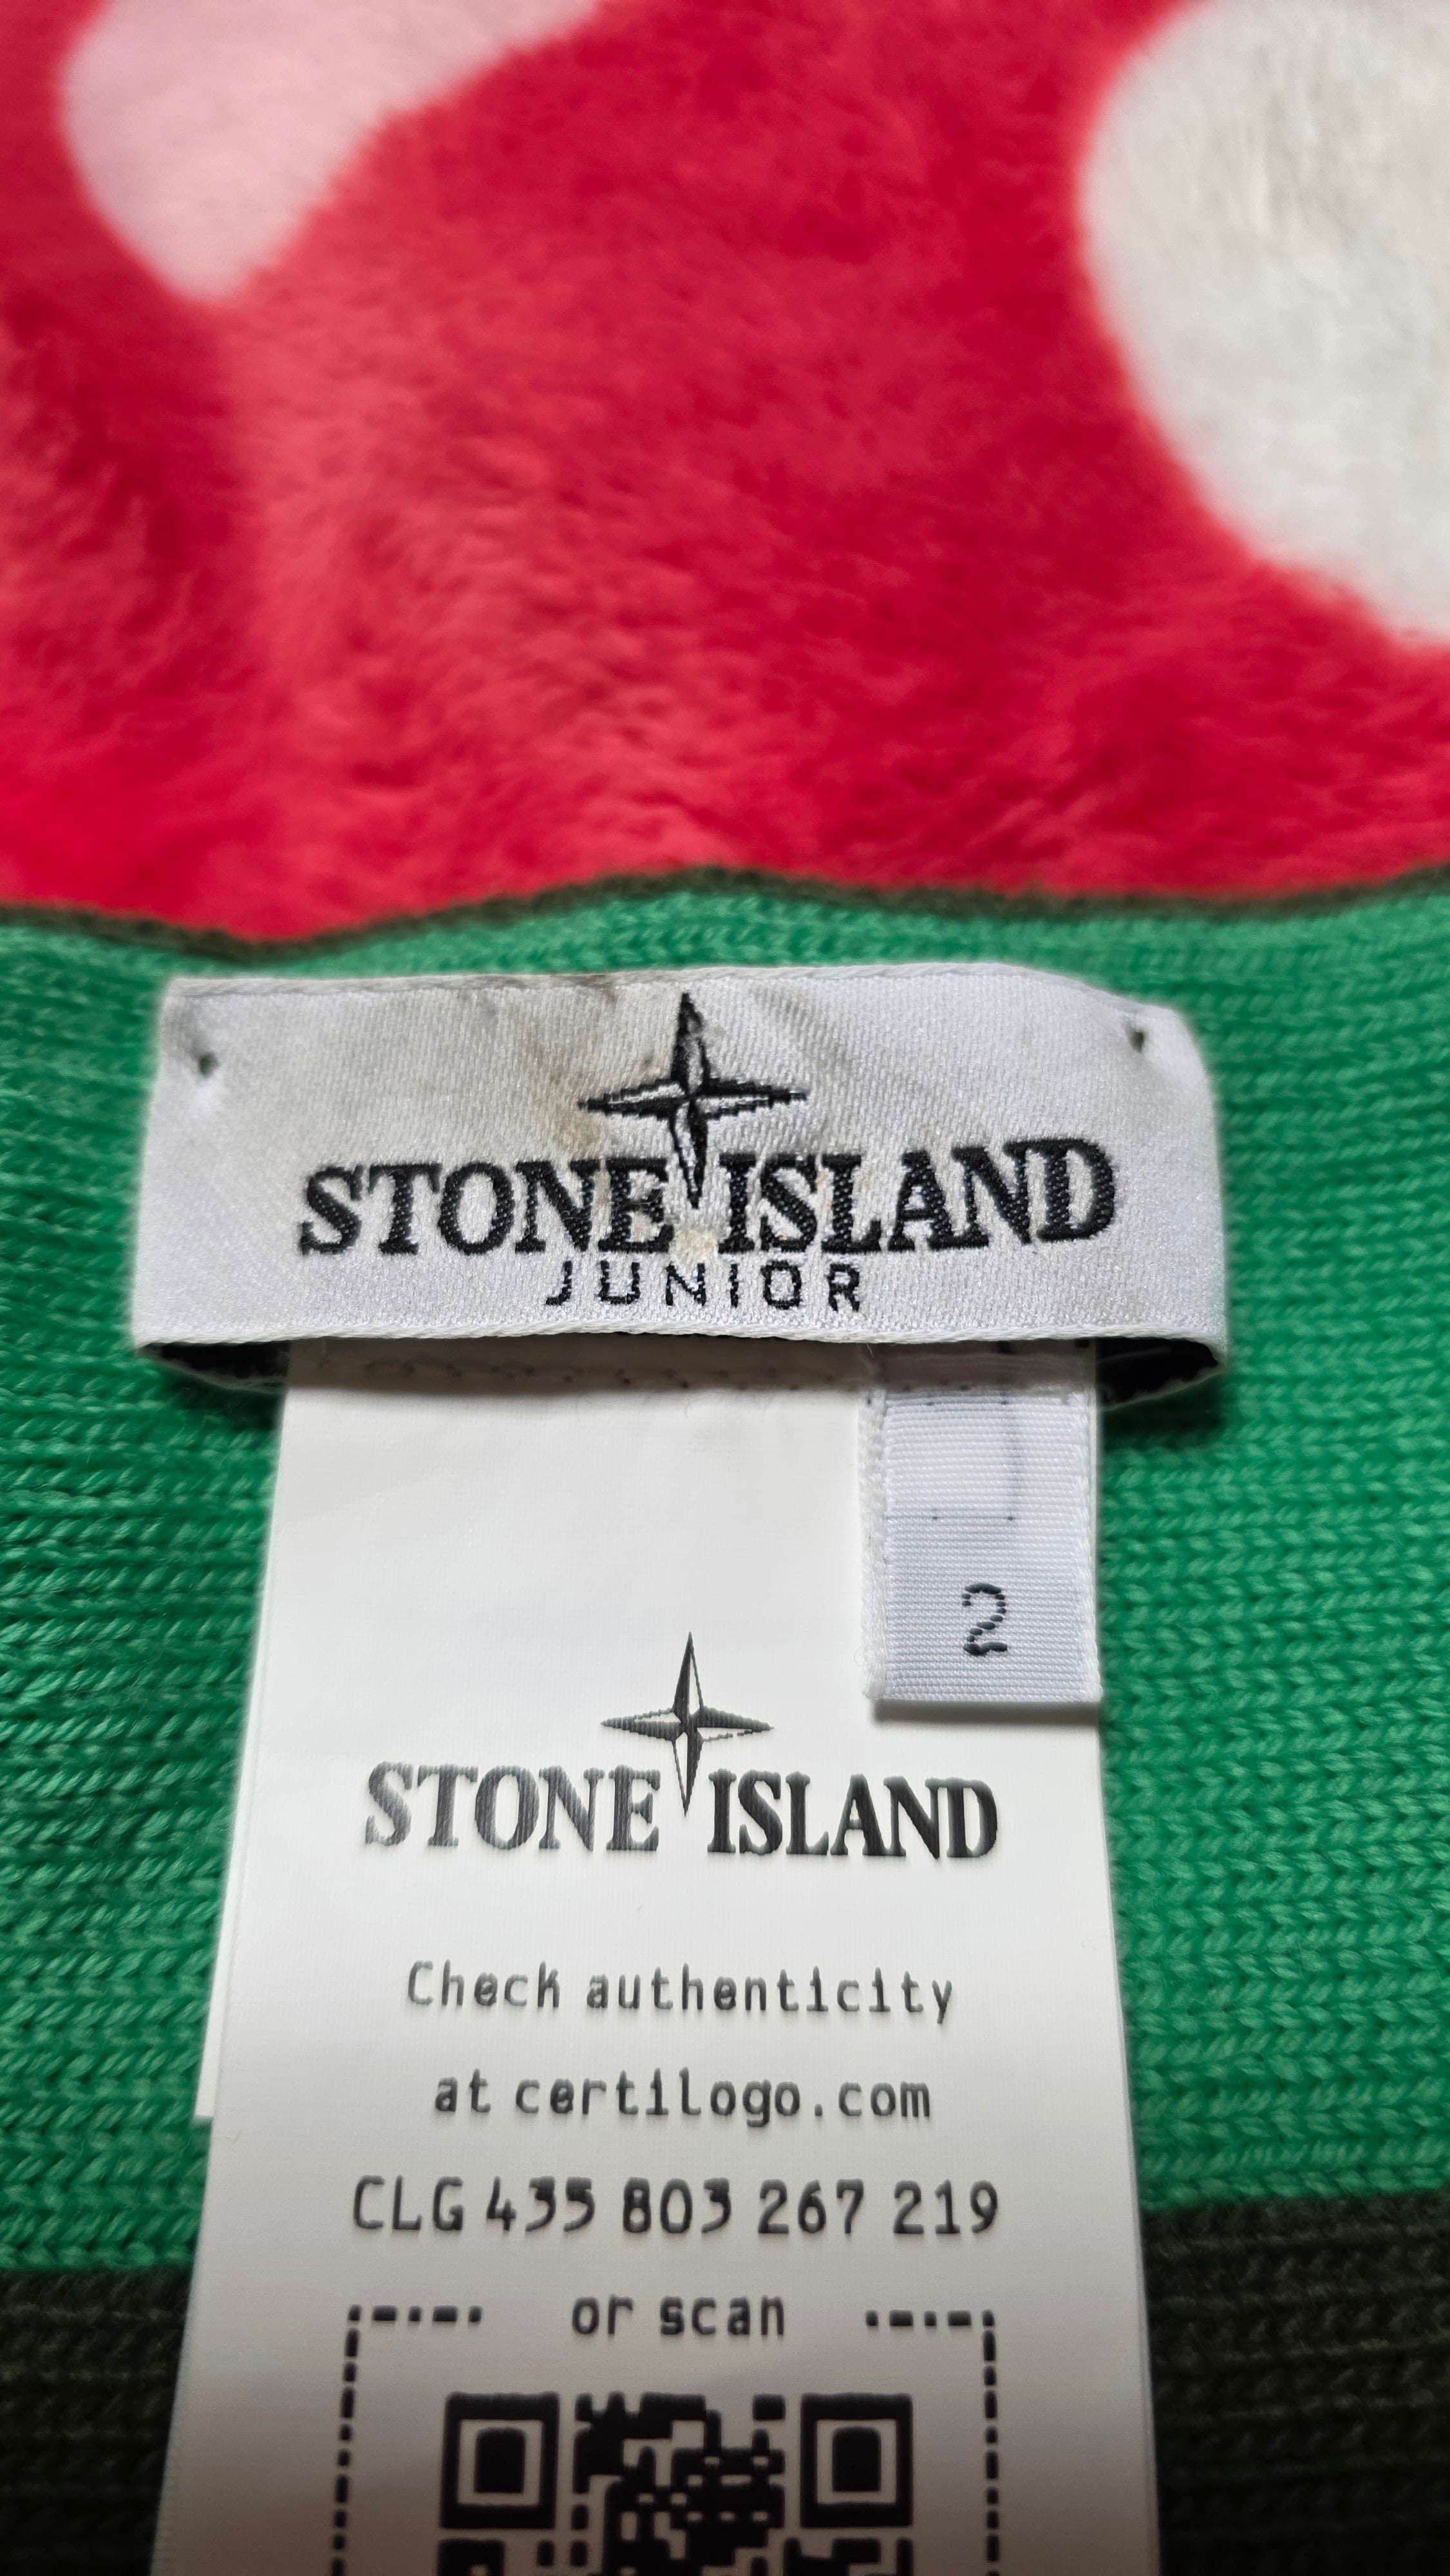 STONE ISLAND
JUNIOR
2
STONE ISLAND
Check authenticity
at certilogo.com
CLG 435 803 267 219
or scan